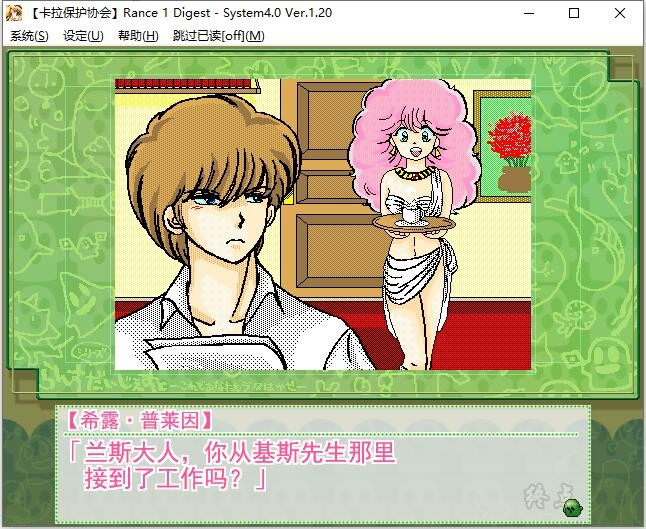 【卡拉保护协会】Rance 1 Digest - System4.0 Ver.1.20
系统(S) 设定(U) 帮助(H) 跳过已读[off](M)
【希露·普莱因】
「兰斯大人，你从基斯先生那里
接到了工作吗？」
终点